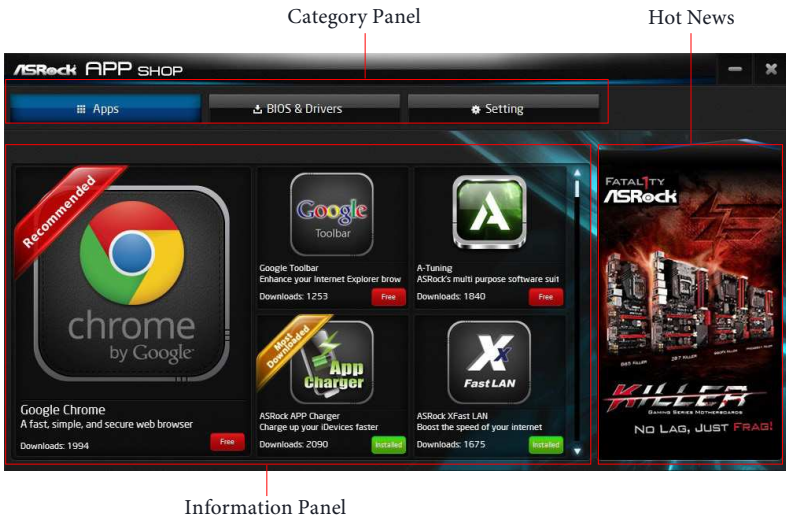 Category Panel
Hot News
ASRock APP SHOP
Apps
BIOS & Drivers
Setting
Recommended
chrome
by Google
Google Chrome
A fast, simple, and secure web browser
Downloads: 1994
Free
Google
Toolbar
Google Toolbar
Enhance your Internet Explorer brow
Downloads: 1253
Free
A-Tuning
ASRock's multi purpose software suit
Downloads: 1840
Free
Most
Downloaded
App
Charger
ASRock APP Charger
Charge up your iDevices faster
Downloads: 2090
Installed
X
Fast LAN
ASRock XFast LAN
Boost the speed of your internet
Downloads: 1675
Installed
FATAL1TY
ASRock
KILLER
GAMING SERIES MOTHERBOARDS
NO LAG, JUST FRAG!
Information Panel